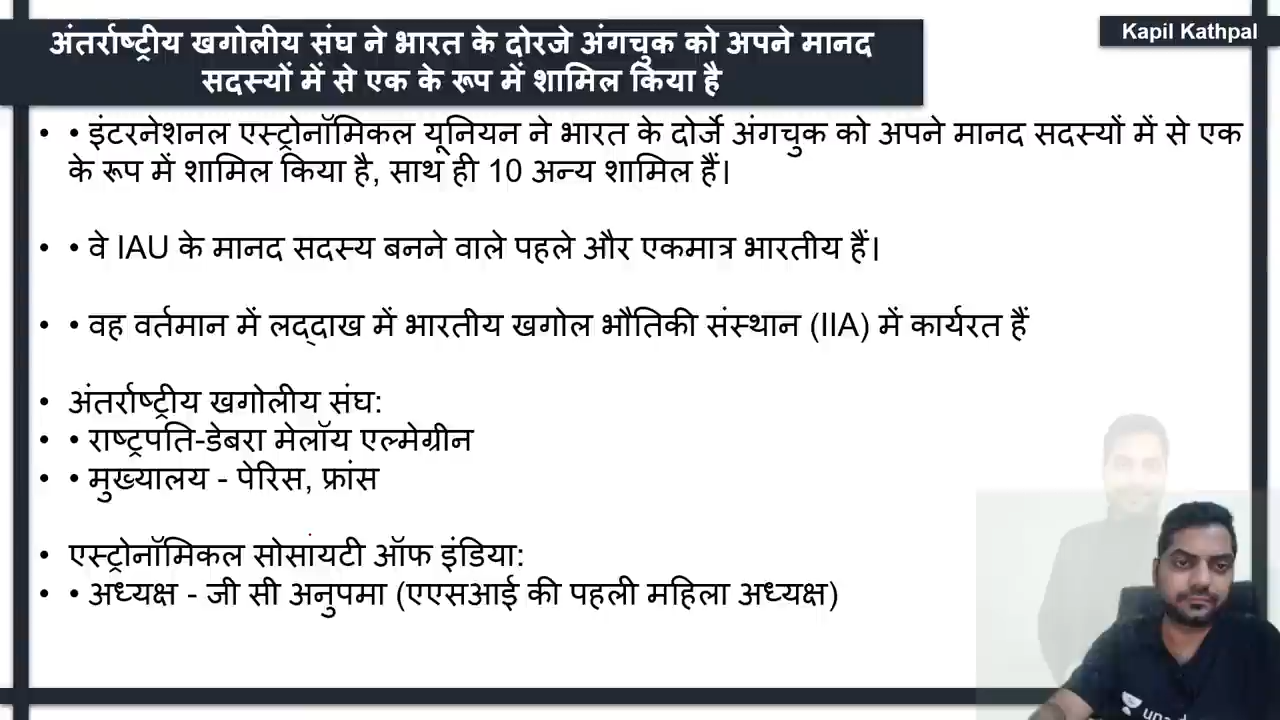 अंतर्राष्ट्रीय खगोलीय संघ ने भारत के दोरजे अंगचुक को अपने मानद
सदस्यों में से एक के रूप में शामिल किया है
Kapil Kathpal
• • इंटरनेशनल एस्ट्रोनॉमिकल यूनियन ने भारत के दोर्जे अंगचुक को अपने मानद सदस्यों में से एक
के रूप में शामिल किया है, साथ ही 10 अन्य शामिल हैं।
• • वे IAU के मानद सदस्य बनने वाले पहले और एकमात्र भारतीय हैं।
• • वह वर्तमान में लद्दाख में भारतीय खगोल भौतिकी संस्थान (IIA) में कार्यरत हैं
• अंतर्राष्ट्रीय खगोलीय संघ:
• • राष्ट्रपति-डेबरा मेलॉय एल्मेग्रीन
• • मुख्यालय - पेरिस, फ्रांस
• एस्ट्रोनॉमिकल सोसायटी ऑफ इंडिया:
• • अध्यक्ष - जी सी अनुपमा (एएसआई की पहली महिला अध्यक्ष)